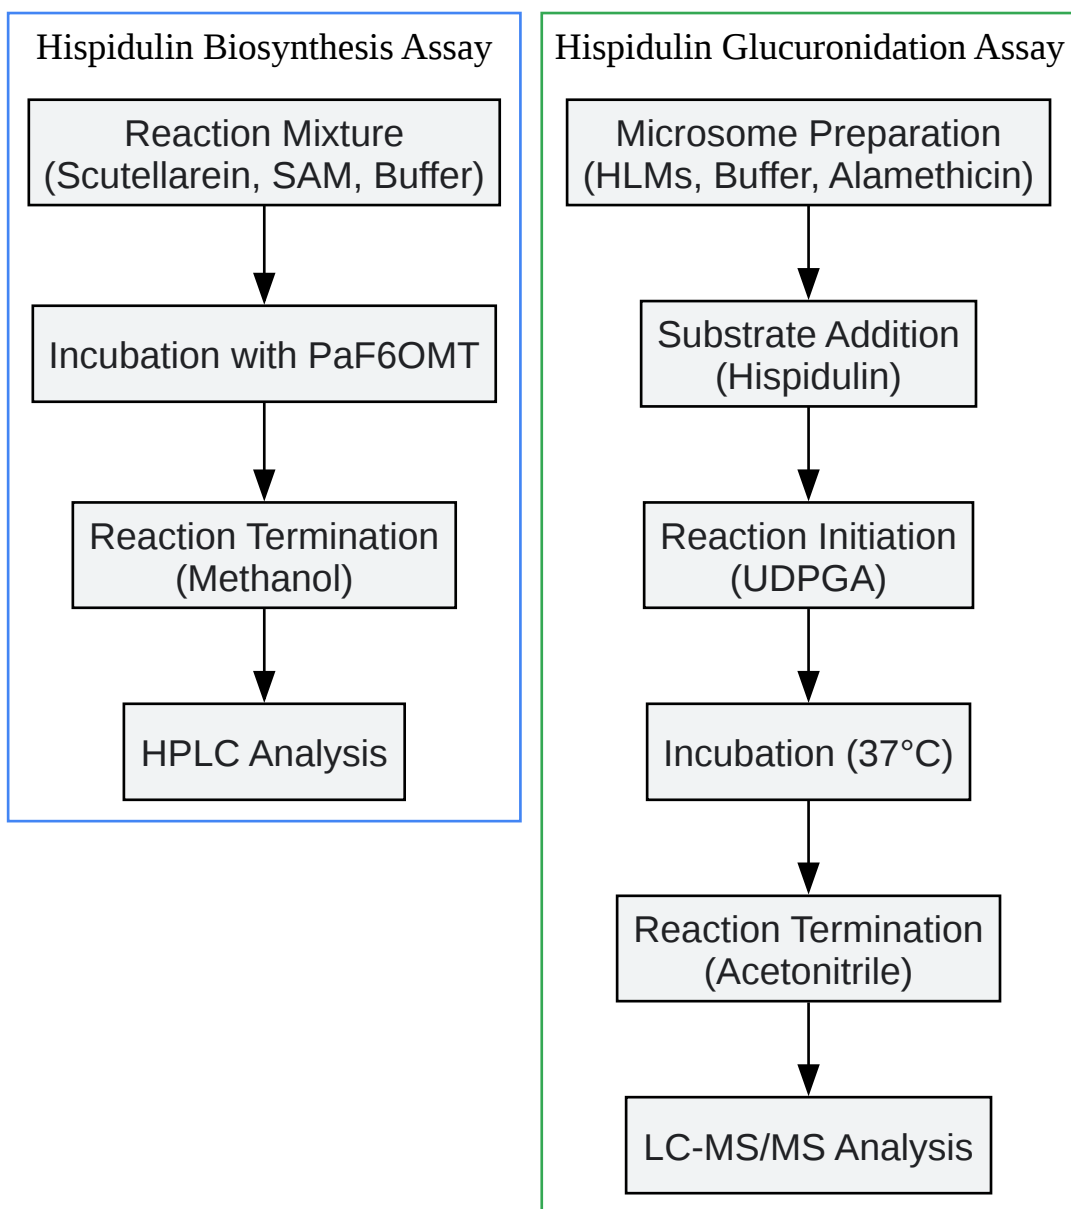 Hispidulin Biosynthesis Assay
Reaction Mixture
(Scutellarein, SAM, Buffer)
Incubation with PaF6OMT
Reaction Termination
(Methanol)
HPLC Analysis
Hispidulin Glucuronidation Assay
Microsome Preparation
(HLMs, Buffer, Alamethicin)
Substrate Addition
(Hispidulin)
Reaction Initiation
(UDPGA)
Incubation (37°C)
Reaction Termination
(Acetonitrile)
LC-MS/MS Analysis